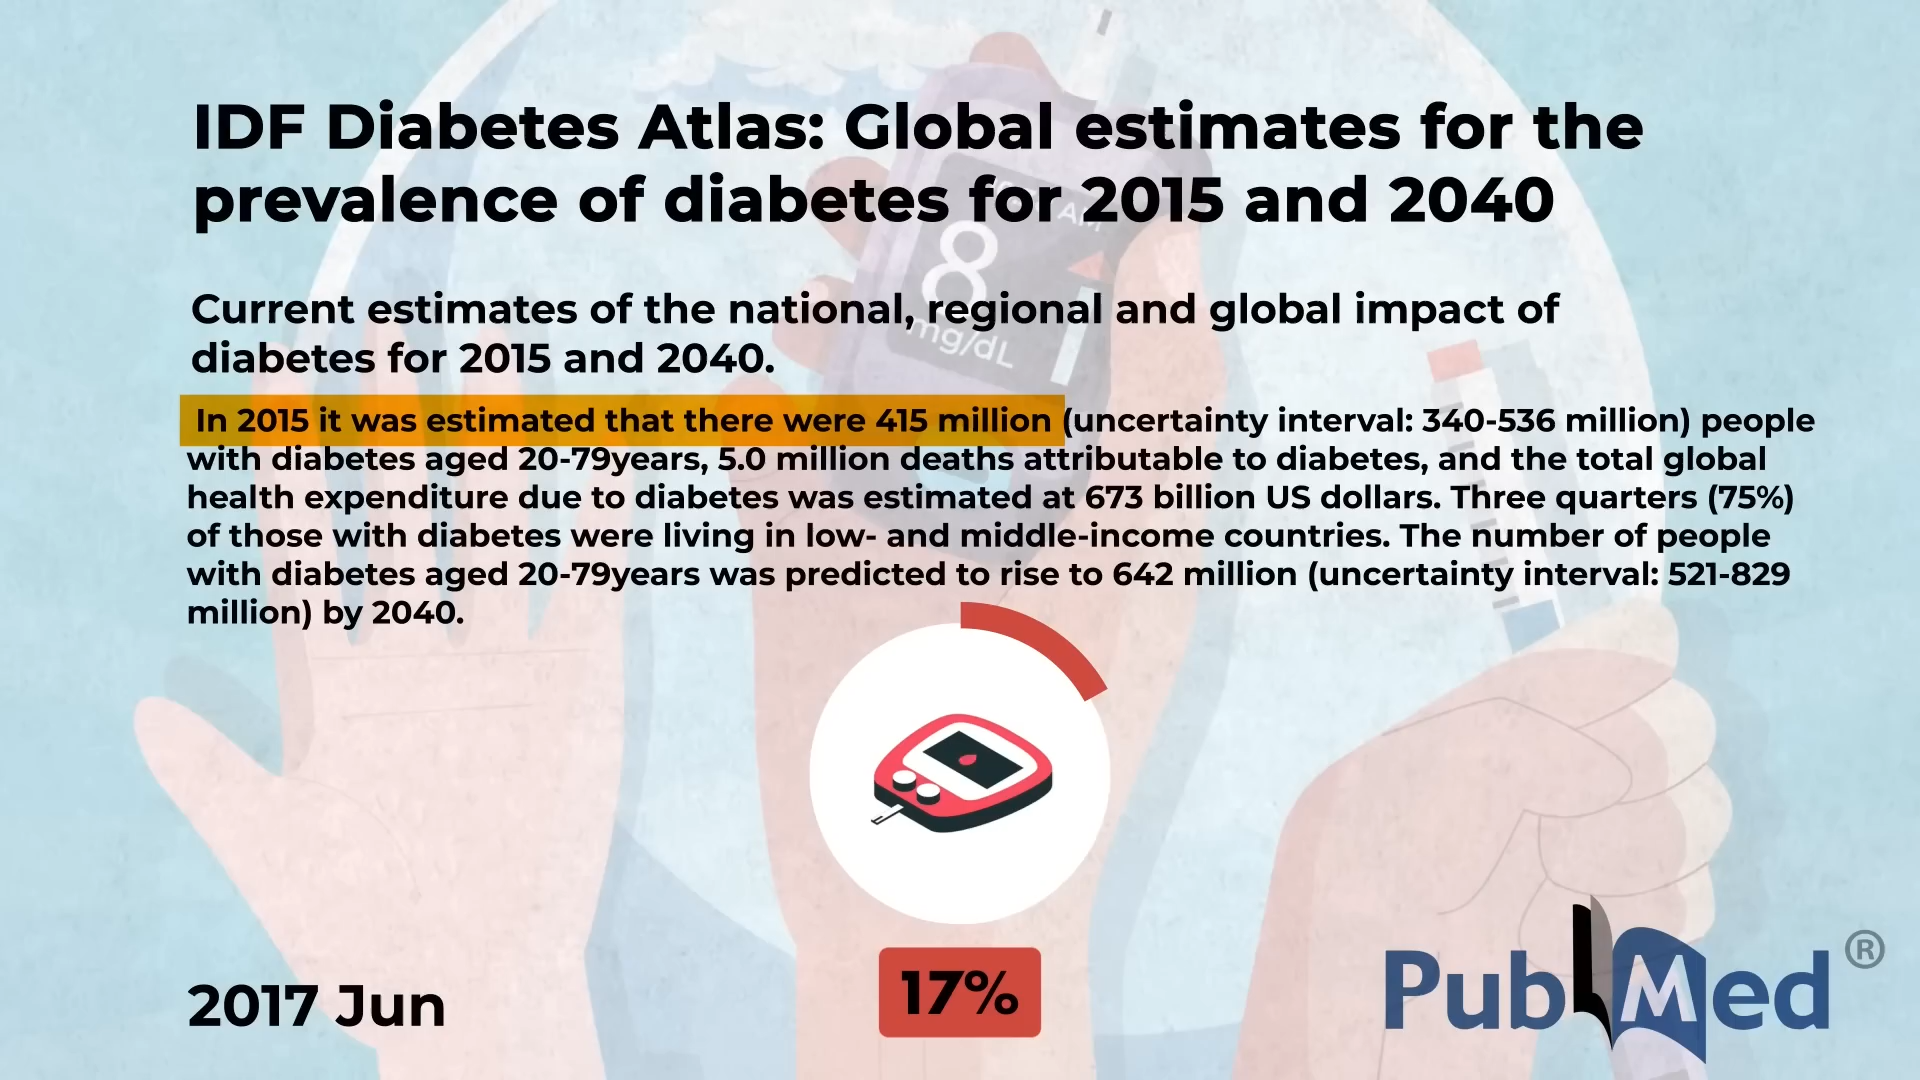 IDF Diabetes Atlas: Global estimates for the
prevalence of diabetes for 2015 and 2040
8
mg/dL
Current estimates of the national, regional and global impact of
diabetes for 2015 and 2040.
In 2015 it was estimated that there were 415 million (uncertainty interval: 340-536 million) people
with diabetes aged 20-79years, 5.0 million deaths attributable to diabetes, and the total global
health expenditure due to diabetes was estimated at 673 billion US dollars. Three quarters (75%)
of those with diabetes were living in low- and middle-income countries. The number of people
with diabetes aged 20-79years was predicted to rise to 642 million (uncertainty interval: 521-829
million) by 2040.
17%
2017 Jun
PubMed ®